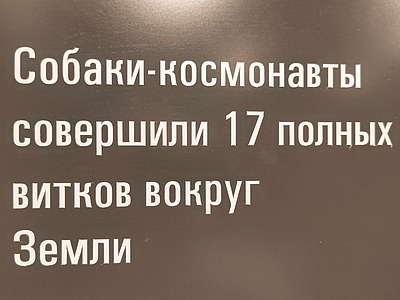 Собаки-космонавты
совершили 17 полных
витков вокруг
Земли